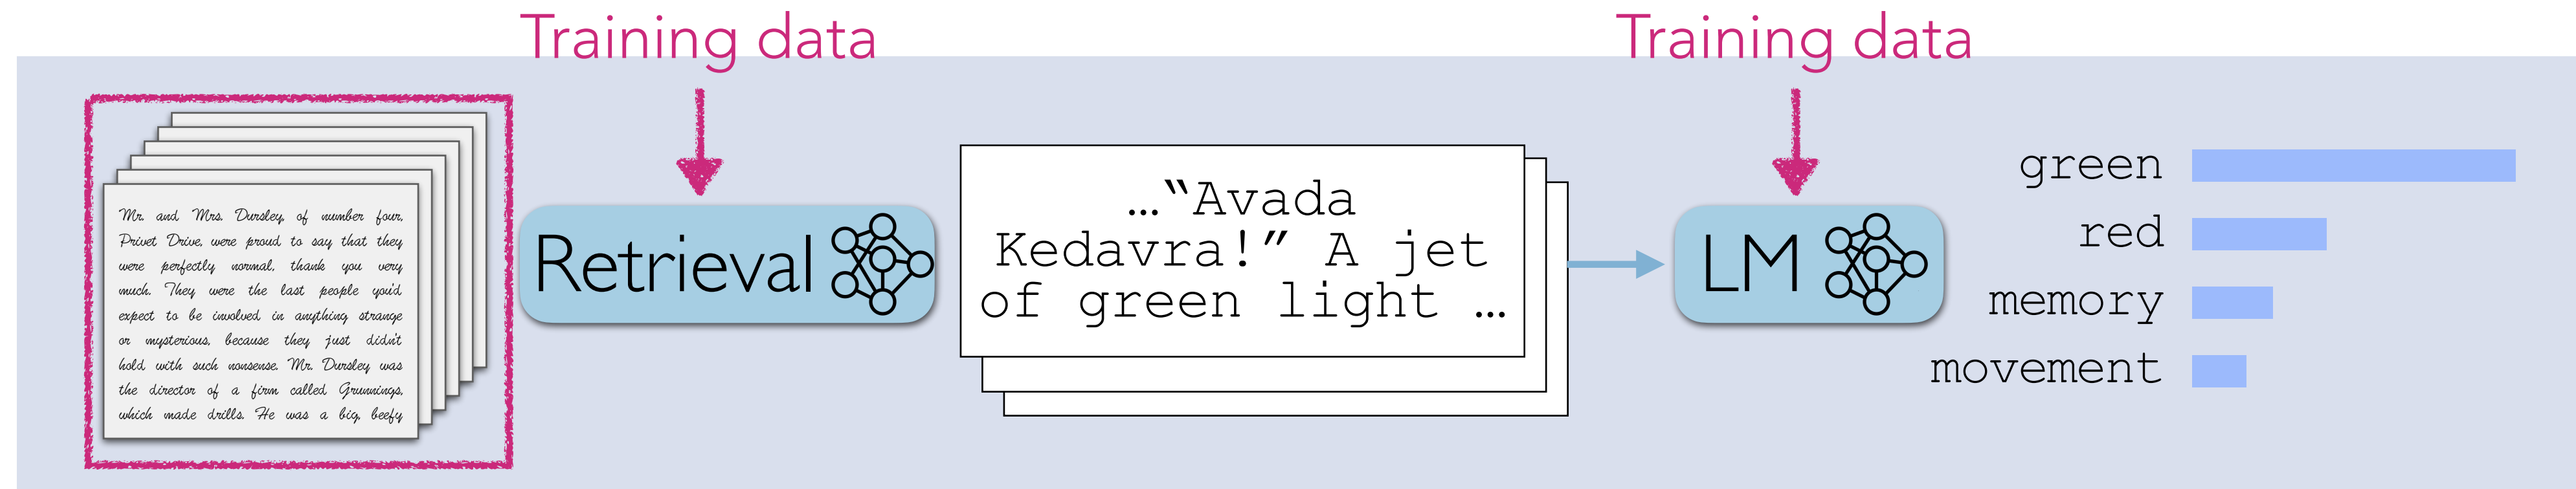 Training data
Training data
Mr. and Mrs. Dursley, of number four,
Privet Drive, were proud to say that they
were perfectly normal, thank you very
much. They were the last people you'd
expect to be involved in anything strange
or mysterious, because they just didn't
hold with such nonsense. Mr. Dursley was
the director of a firm called Grunnings,
which made drills. He was a big, beefy
Retrieval
…“Avada
Kedavra!” A jet
of green light …
LM
green
red
memory
movement